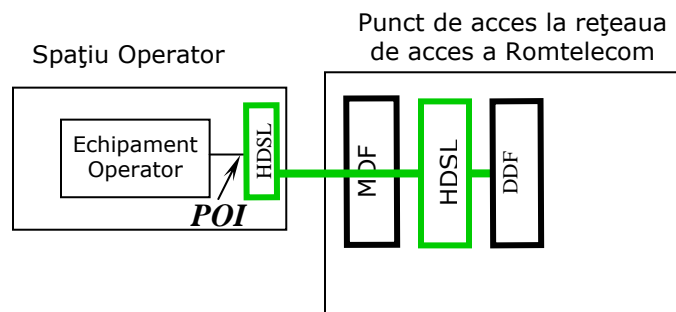 Punct de acces la reţeaua
de acces a Romtelecom
Spaţiu Operator
Echipament
Operator
HDSL
POI
MDF
HDSL
DDF